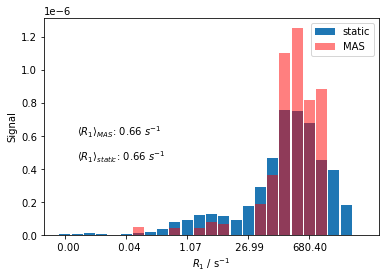 1e−6
static
MAS
1.2
1.0
0.8
0.6
0.4
0.2
0.0
Signal
⟨R₁⟩MAS: 0.66 s⁻¹
⟨R₁⟩static: 0.66 s⁻¹
0.00 0.04 1.07 26.99 680.40
R₁ / s⁻¹